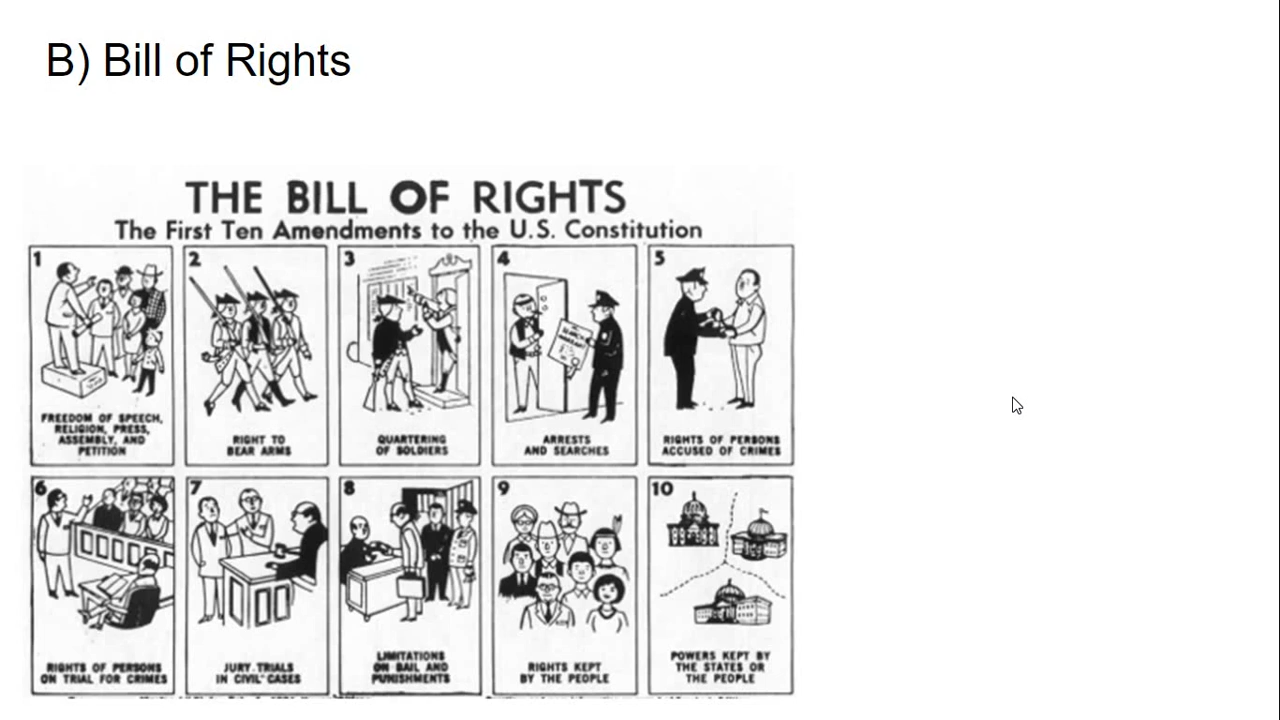 B) Bill of Rights
THE BILL OF RIGHTS
The First Ten Amendments to the U.S. Constitution
1
2
3
4
5
SEARCH
WARRANT
FREEDOM OF SPEECH,
RELIGION, PRESS,
ASSEMBLY, AND
PETITION
RIGHT TO
BEAR ARMS
QUARTERING
OF SOLDIERS
ARRESTS
AND SEARCHES
RIGHTS OF PERSONS
ACCUSED OF CRIMES
6
7
8
9
10
RIGHTS OF PERSONS
ON TRIAL FOR CRIMES
JURY TRIALS
IN CIVIL CASES
LIMITATIONS
ON BAIL AND
PUNISHMENTS
RIGHTS KEPT
BY THE PEOPLE
POWERS KEPT BY
THE STATES OR
THE PEOPLE